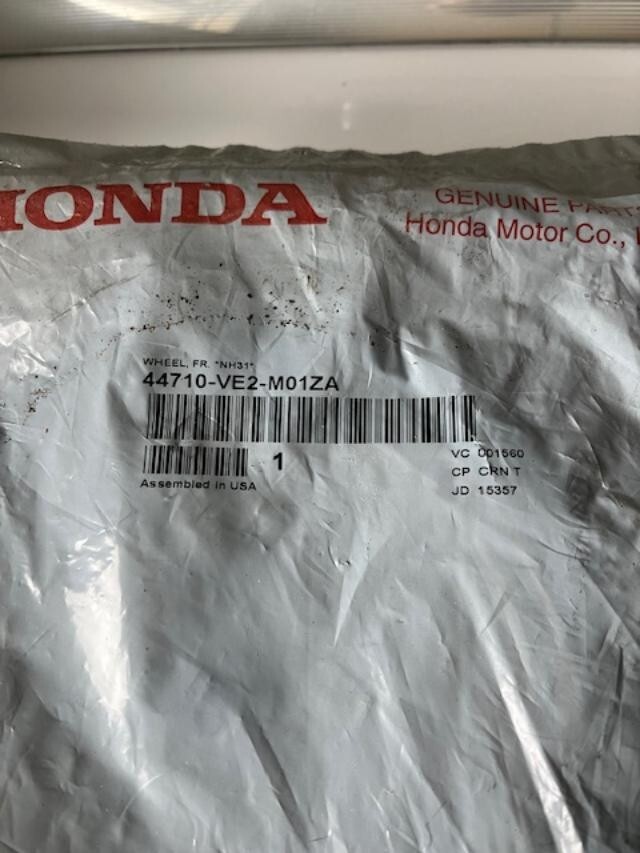 HONDA
GENUINE PARTS
Honda Motor Co.,
WHEEL, FR. *NH31*
44710-VE2-M01ZA
1
Assembled in USA
VC 001560
CP CRN T
JD 15357